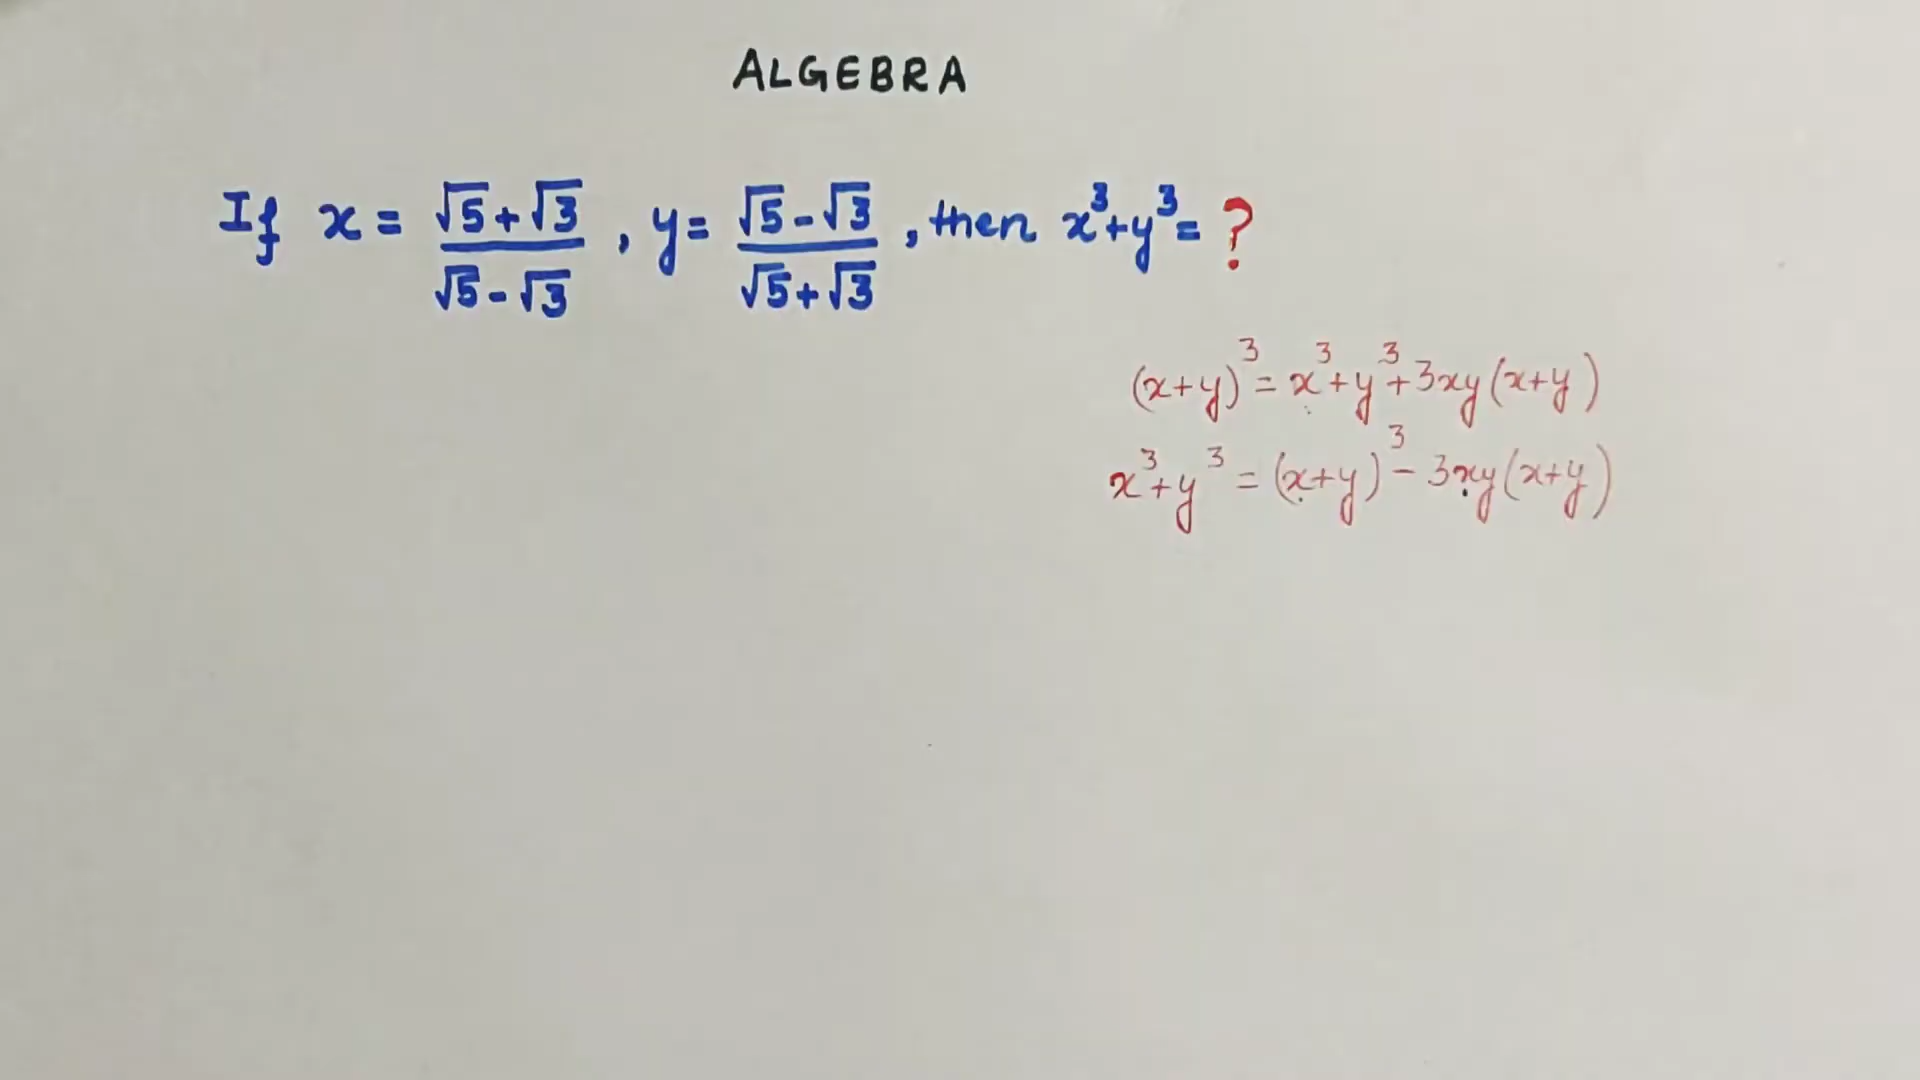 ALGEBRA
If x = (√5+√3)/(√5-√3), y = (√5-√3)/(√5+√3), then x³+y³ = ?
(x+y)³ = x³+y³+3xy(x+y)
x³+y³ = (x+y)³ - 3xy(x+y)